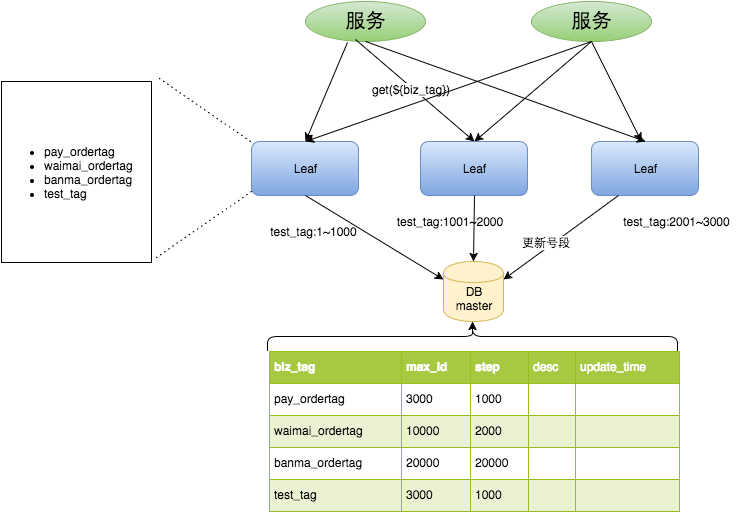 服务
服务
get(${biz_tag})
pay_ordertag
waimai_ordertag
banma_ordertag
test_tag
Leaf
Leaf
Leaf
test_tag:1~1000
test_tag:1001~2000
test_tag:2001~3000
更新号段
DB
master
biz_tag max_id step desc update_time
pay_ordertag 3000 1000
waimai_ordertag 10000 2000
banma_ordertag 20000 20000
test_tag 3000 1000